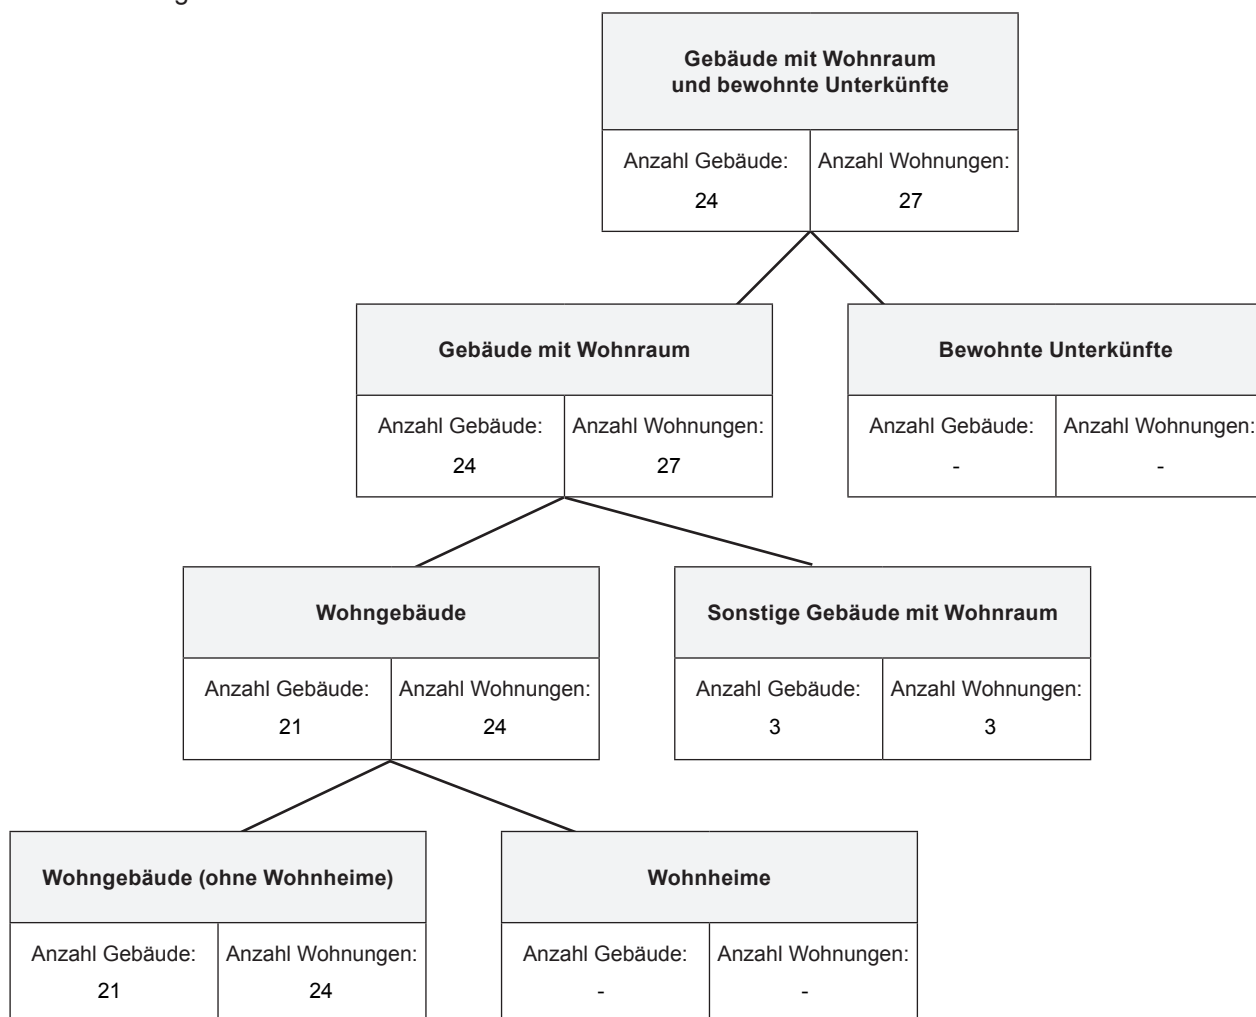 Gebäude mit Wohnraum
und bewohnte Unterkünfte
Anzahl Gebäude: Anzahl Wohnungen:
24 27
Gebäude mit Wohnraum
Bewohnte Unterkünfte
Anzahl Gebäude: Anzahl Wohnungen:
24 27
Anzahl Gebäude: Anzahl Wohnungen:
- -
Wohngebäude
Sonstige Gebäude mit Wohnraum
Anzahl Gebäude: Anzahl Wohnungen:
21 24
Anzahl Gebäude: Anzahl Wohnungen:
3 3
Wohngebäude (ohne Wohnheime)
Wohnheime
Anzahl Gebäude: Anzahl Wohnungen:
21 24
Anzahl Gebäude: Anzahl Wohnungen:
- -